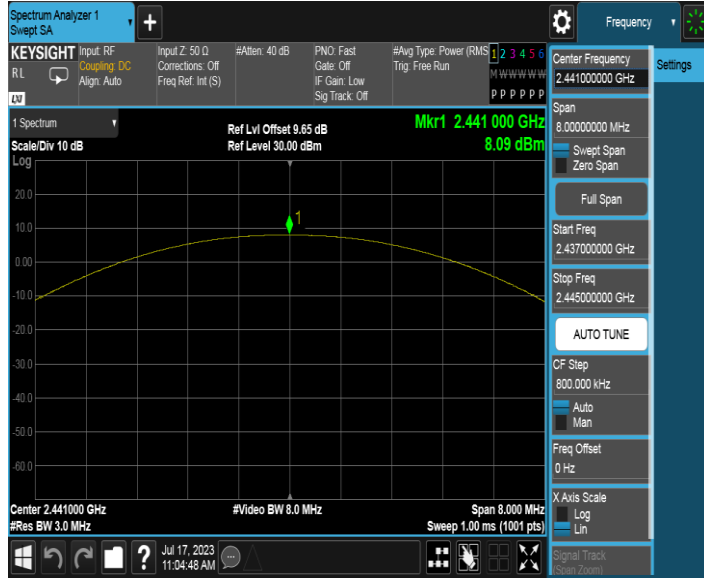 Spectrum Analyzer 1
Swept SA
+
Frequency
KEYSIGHT
RL
LXI
Input: RF
Coupling: DC
Align: Auto
Input Z: 50 Ω
Corrections: Off
Freq Ref: Int (S)
#Atten: 40 dB
PNO: Fast
Gate: Off
IF Gain: Low
Sig Track: Off
#Avg Type: Power (RMS
Trig: Free Run
1 2 3 4 5 6
M W W W W W
P P P P P P
1 Spectrum
Scale/Div 10 dB
Log
Ref Lvl Offset 9.65 dB
Ref Level 30.00 dBm
Mkr1 2.441 000 GHz
8.09 dBm
1
20.0
10.0
0.00
-10.0
-20.0
-30.0
-40.0
-50.0
-60.0
Center 2.441000 GHz
#Video BW 8.0 MHz
Span 8.000 MHz
#Res BW 3.0 MHz
Sweep 1.00 ms (1001 pts)
?
Jul 17, 2023
11:04:48 AM
Center Frequency
2.441000000 GHz
Settings
Span
8.00000000 MHz
Swept Span
Zero Span
Full Span
Start Freq
2.437000000 GHz
Stop Freq
2.445000000 GHz
AUTO TUNE
CF Step
800.000 kHz
Auto
Man
Freq Offset
0 Hz
X Axis Scale
Log
Lin
Signal Track
(Span Zoom)